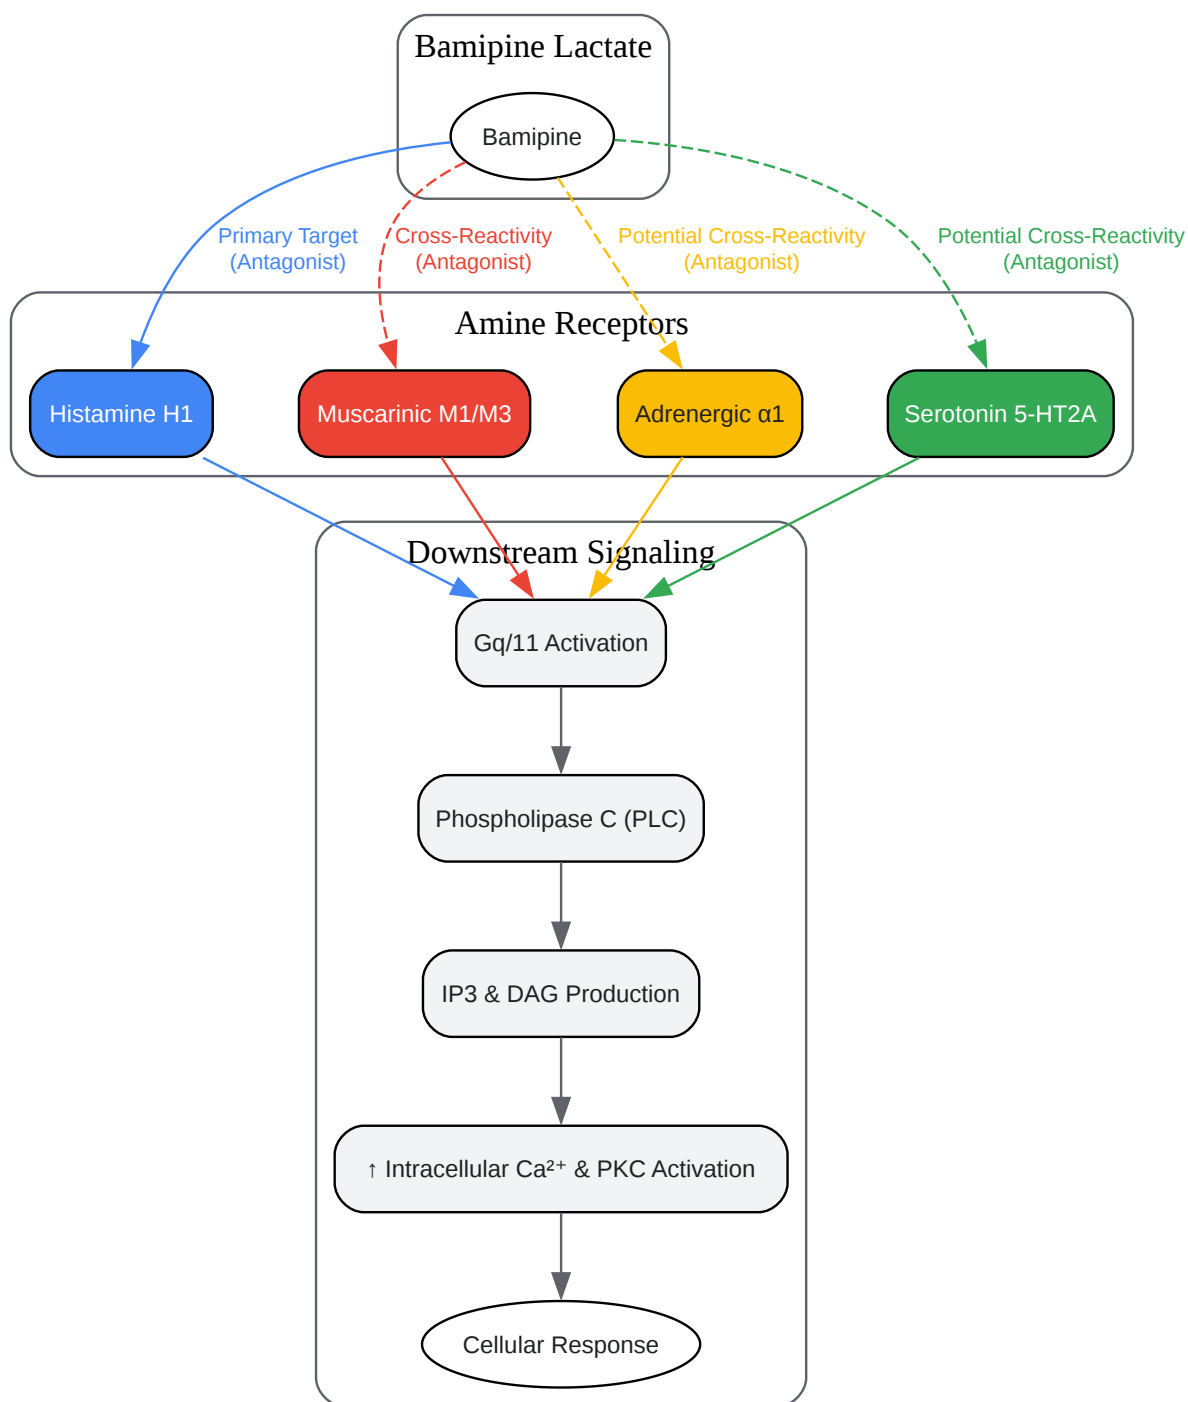 Bamipine Lactate
Bamipine
Primary Target
(Antagonist)
Cross-Reactivity
(Antagonist)
Potential Cross-Reactivity
(Antagonist)
Potential Cross-Reactivity
(Antagonist)
Amine Receptors
Histamine H1
Muscarinic M1/M3
Adrenergic α1
Serotonin 5-HT2A
Downstream Signaling
Gq/11 Activation
Phospholipase C (PLC)
IP3 & DAG Production
↑ Intracellular Ca²⁺ & PKC Activation
Cellular Response